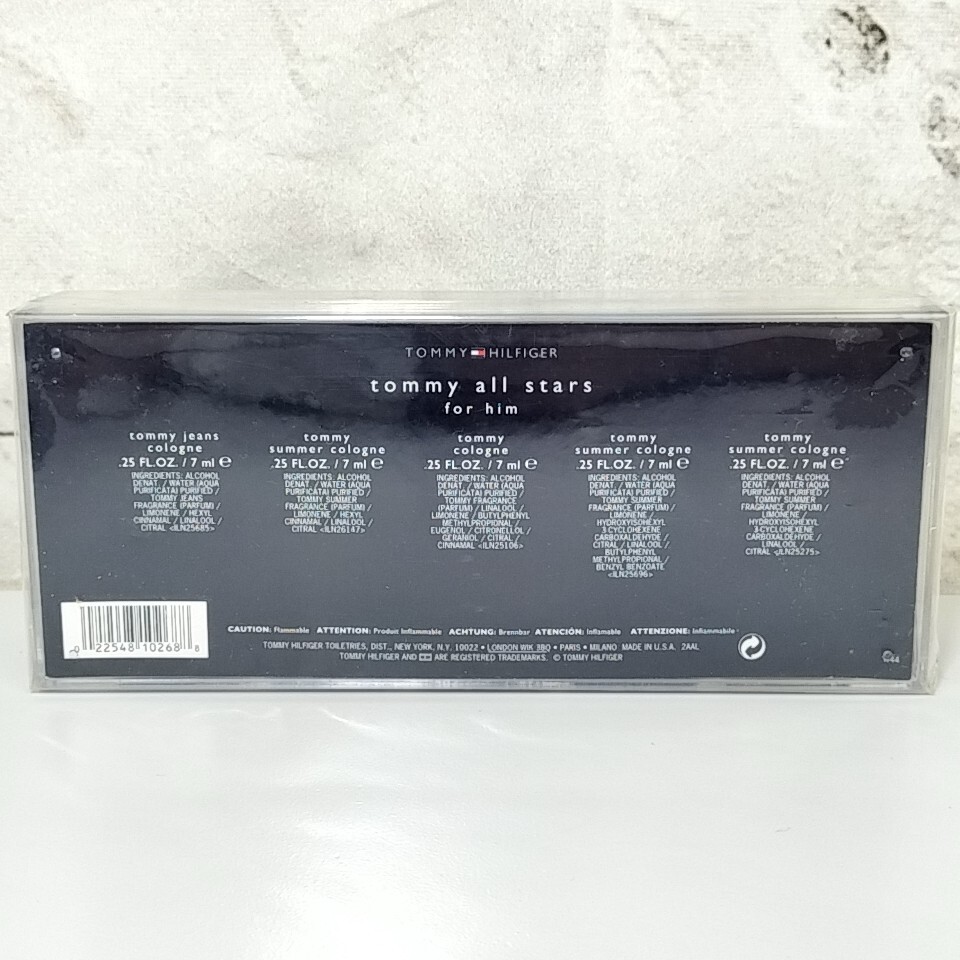 TOMMY HILFIGER
tommy all stars
for him
tommy jeans
cologne
.25 FL.OZ. / 7 ml ℮
INGREDIENTS: ALCOHOL
DENAT. / WATER (AQUA
PURIFICATA) PURIFIED /
TOMMY JEANS
FRAGRANCE (PARFUM) /
LIMONENE / HEXYL
CINNAMAL / LINALOOL /
CITRAL <ILN25685>
tommy
summer cologne
.25 FL.OZ. / 7 ml ℮
INGREDIENTS: ALCOHOL
DENAT. / WATER (AQUA
PURIFICATA) PURIFIED /
TOMMY SUMMER
FRAGRANCE (PARFUM) /
LIMONENE / HEXYL
CINNAMAL / LINALOOL /
CITRAL <ILN26147>
tommy
cologne
.25 FL.OZ. / 7 ml ℮
INGREDIENTS: ALCOHOL
DENAT. / WATER (AQUA
PURIFICATA) PURIFIED /
TOMMY FRAGRANCE
(PARFUM) / LINALOOL /
LIMONENE / BUTYLPHENYL
METHYLPROPIONAL /
EUGENOL / CITRONELLOL /
GERANIOL / CITRAL /
CINNAMAL <ILN25106>
tommy
summer cologne
.25 FL.OZ. / 7 ml ℮
INGREDIENTS: ALCOHOL
DENAT. / WATER (AQUA
PURIFICATA) PURIFIED /
TOMMY SUMMER
FRAGRANCE (PARFUM) /
LIMONENE /
HYDROXYISOHEXYL
3-CYCLOHEXENE
CARBOXALDEHYDE /
CITRAL / LINALOOL /
BUTYLPHENYL
METHYLPROPIONAL /
BENZYL BENZOATE
<ILN25696>
tommy
summer cologne
.25 FL.OZ. / 7 ml ℮
INGREDIENTS: ALCOHOL
DENAT. / WATER (AQUA
PURIFICATA) PURIFIED /
TOMMY SUMMER
FRAGRANCE (PARFUM) /
LIMONENE /
HYDROXYISOHEXYL
3-CYCLOHEXENE
CARBOXALDEHYDE /
LINALOOL /
CITRAL <ILN25275>
0 22548 10268 8
CAUTION: Flammable ATTENTION: Produit Inflammable ACHTUNG: Brennbar ATENCIÓN: Inflamable ATTENZIONE: Infiammabile
TOMMY HILFIGER TOILETRIES, DIST., NEW YORK, N.Y. 10022 • LONDON W1K 3BQ • PARIS • MILANO MADE IN U.S.A. 2AAL
TOMMY HILFIGER AND ARE REGISTERED TRADEMARKS. © TOMMY HILFIGER